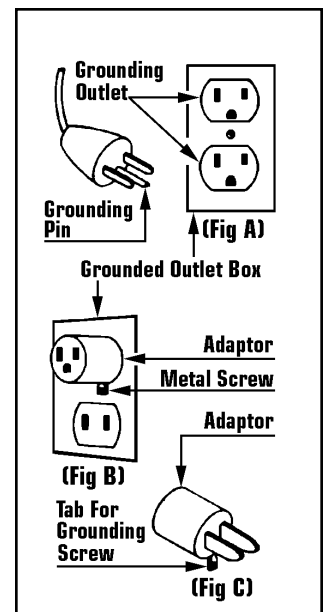 Grounding
Outlet
Grounding
Pin
(Fig A)
Grounded Outlet Box
Adaptor
Metal Screw
Adaptor
(Fig B)
Tab For
Grounding
Screw
(Fig C)